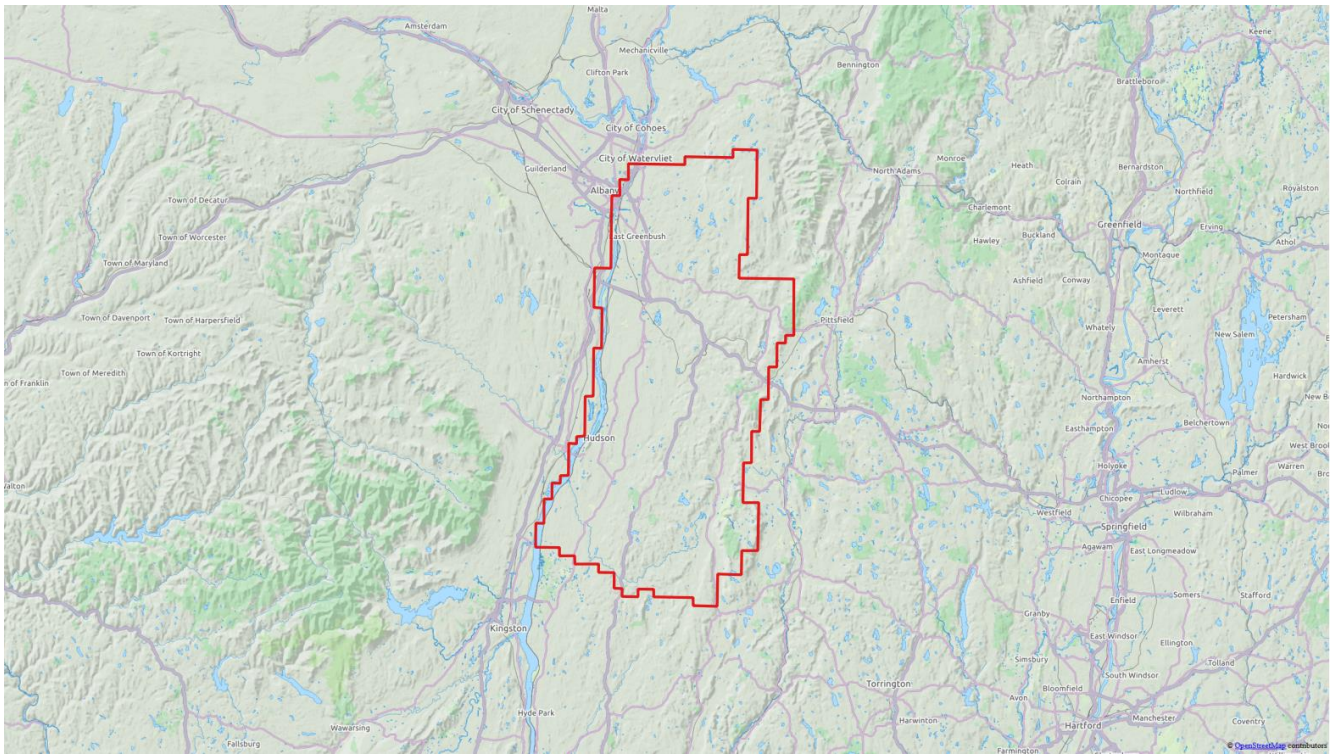 Malta
Amsterdam
Mechanicville
Keene
Clifton Park
Bennington
Brattleboro
City of Schenectady
City of Cohoes
City of Watervliet
Guilderland
North Adams
Monroe
Heath
Colrain
Bernardston
Northfield
Royalston
Albany
Town of Decatur
Charlemont
Greenfield
Erving
Athol
Town of Worcester
East Greenbush
Hawley
Buckland
Montague
Town of Maryland
Ashfield
Conway
Leverett
Town of Davenport
Town of Harpersfield
Pittsfield
Whately
New Salem
Petersham
Town of Kortright
Amherst
Town of Meredith
Hardwick
n of Franklin
Northampton
New B
Belchertown
Easthampton
Hudson
West Broo
Holyoke
Palmer
Warren
Walton
Chicopee
Ludlow
Westfield
Wilbraham
Springfield
Agawam
East Longmeadow
Enfield
Somers
Stafford
Granby
Kingston
East Windsor
Ellington
Simsbury
Tolland
South Windsor
Torrington
Bloomfield
Avon
Hyde Park
Harwinton
Manchester
Coventry
Wawarsing
Hartford
Fallsburg
Farmington
© OpenStreetMap contributors